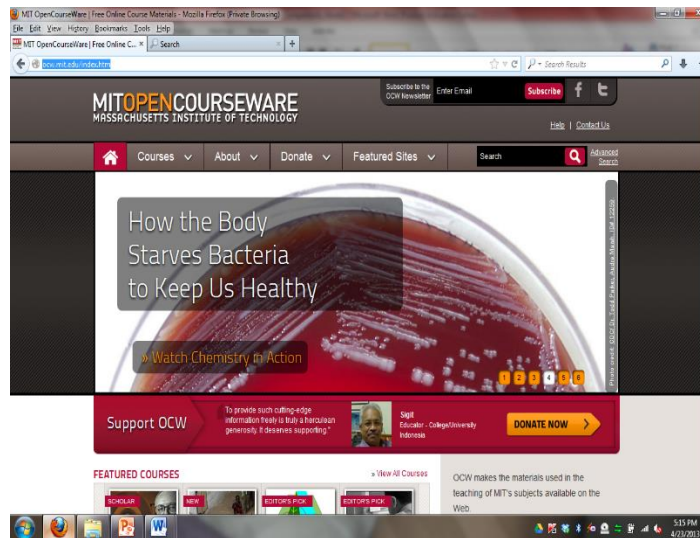 MIT OpenCourseWare | Free Online Course Materials - Mozilla Firefox (Private Browsing)
File Edit View History Bookmarks Tools Help
MIT OpenCourseWare | Free Online C... × Search × +
ocw.mit.edu/index.htm
Search Results
MITOPENCOURSEWARE
MASSACHUSETTS INSTITUTE OF TECHNOLOGY
Subscribe to the
OCW Newsletter
Enter Email
Subscribe
Help | Contact Us
Courses About Donate Featured Sites
Search
Advanced
Search
How the Body
Starves Bacteria
to Keep Us Healthy
» Watch Chemistry in Action
1 2 3 4 5 6
Support OCW
"To provide such cutting-edge
information freely is truly a herculean
generosity. It deserves supporting."
Sigit
Educator - College/University
Indonesia
DONATE NOW
FEATURED COURSES
» View All Courses
SCHOLAR
NEW
EDITOR'S PICK
EDITOR'S PICK
OCW makes the materials used in the
teaching of MIT's subjects available on the
Web.
5:15 PM